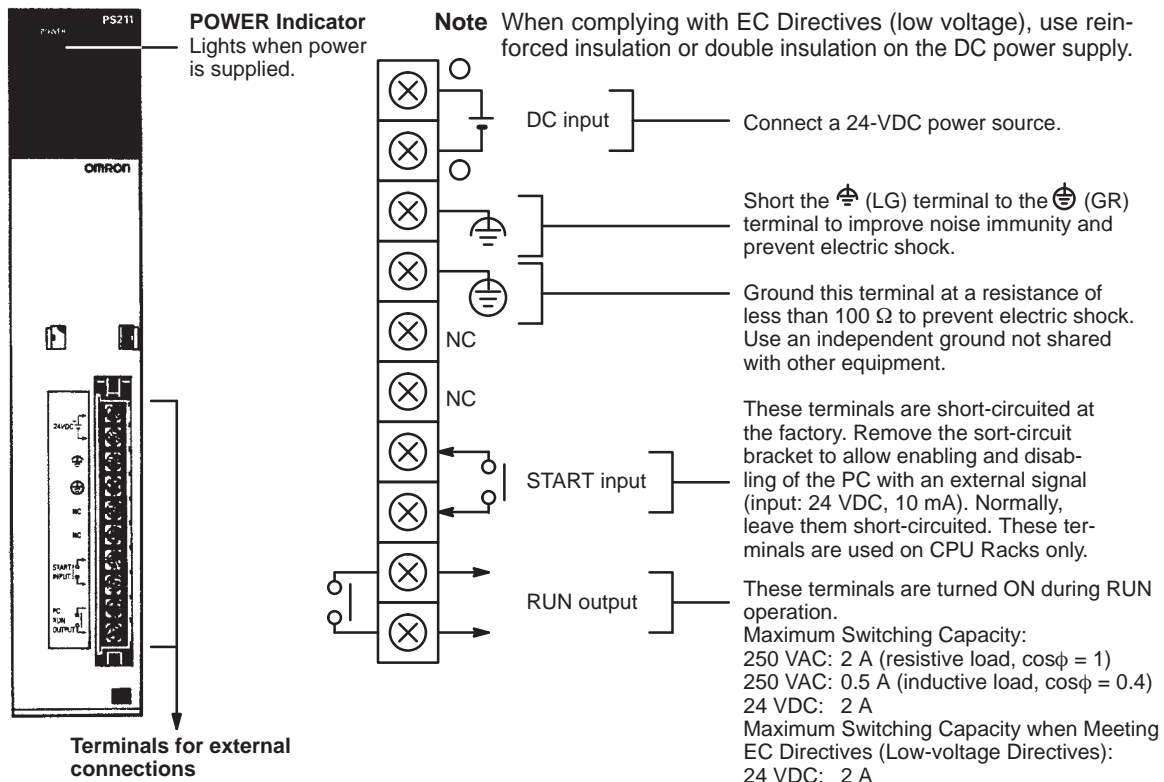 PS211
POWER
OMRON
24VDC
NC
NC
START
INPUT
PC
RUN
OUTPUT
Terminals for external
connections
POWER Indicator
Lights when power
is supplied.
Note When complying with EC Directives (low voltage), use rein-
forced insulation or double insulation on the DC power supply.
DC input
Connect a 24-VDC power source.
Short the (LG) terminal to the (GR)
terminal to improve noise immunity and
prevent electric shock.
Ground this terminal at a resistance of
less than 100 Ω to prevent electric shock.
Use an independent ground not shared
with other equipment.
NC
NC
START input
These terminals are short-circuited at
the factory. Remove the sort-circuit
bracket to allow enabling and disab-
ling of the PC with an external signal
(input: 24 VDC, 10 mA). Normally,
leave them short-circuited. These ter-
minals are used on CPU Racks only.
RUN output
These terminals are turned ON during RUN
operation.
Maximum Switching Capacity:
250 VAC: 2 A (resistive load, cosϕ = 1)
250 VAC: 0.5 A (inductive load, cosϕ = 0.4)
24 VDC: 2 A
Maximum Switching Capacity when Meeting
EC Directives (Low-voltage Directives):
24 VDC: 2 A